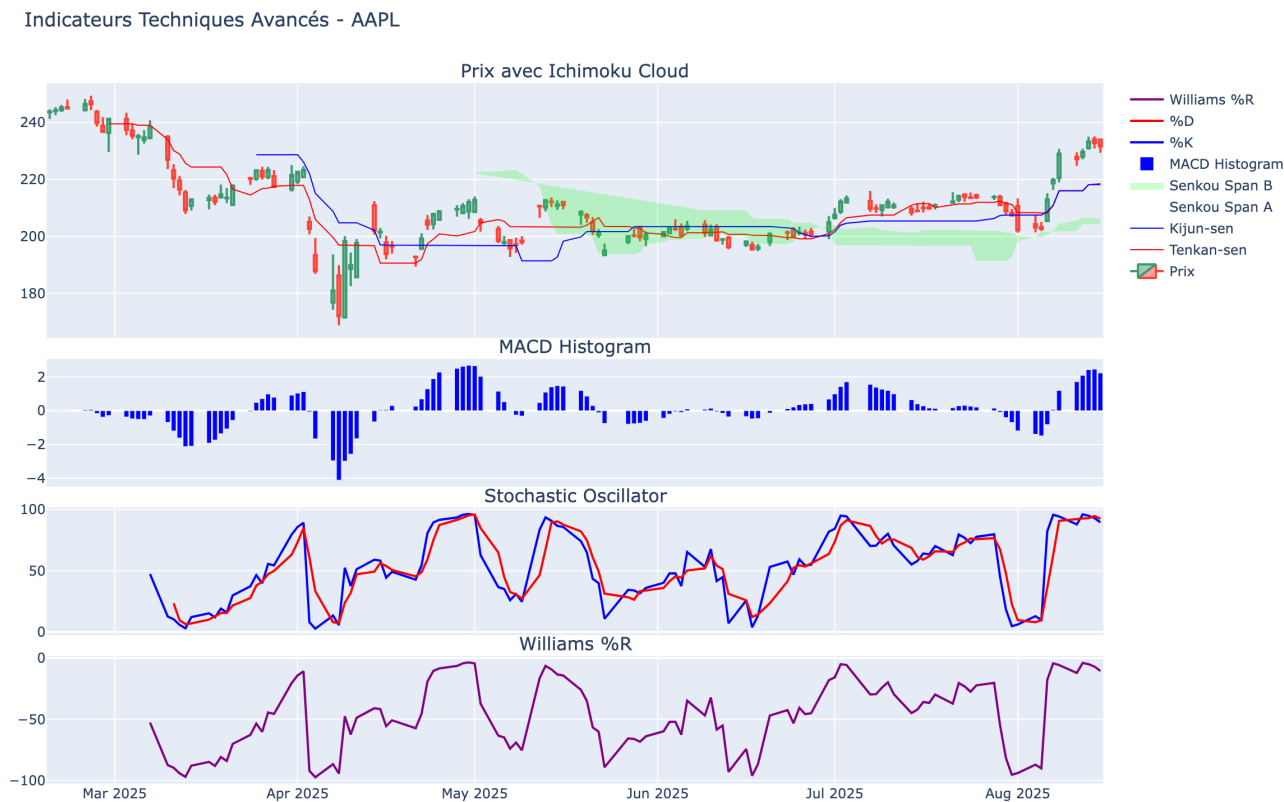 Indicateurs Techniques Avancés - AAPL
Prix avec Ichimoku Cloud
240
220
200
180
Williams %R
%D
%K
MACD Histogram
Senkou Span B
Senkou Span A
Kijun-sen
Tenkan-sen
Prix
MACD Histogram
2
0
−2
−4
Stochastic Oscillator
100
50
0
Williams %R
0
−50
−100
Mar 2025
Apr 2025
May 2025
Jun 2025
Jul 2025
Aug 2025